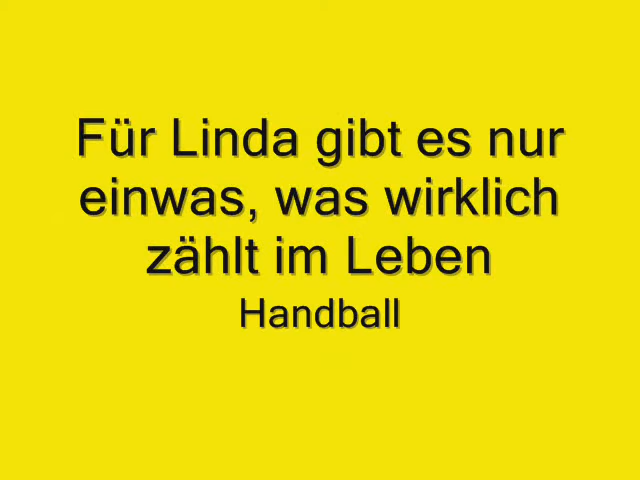 Für Linda gibt es nur
einwas, was wirklich
zählt im Leben
Handball